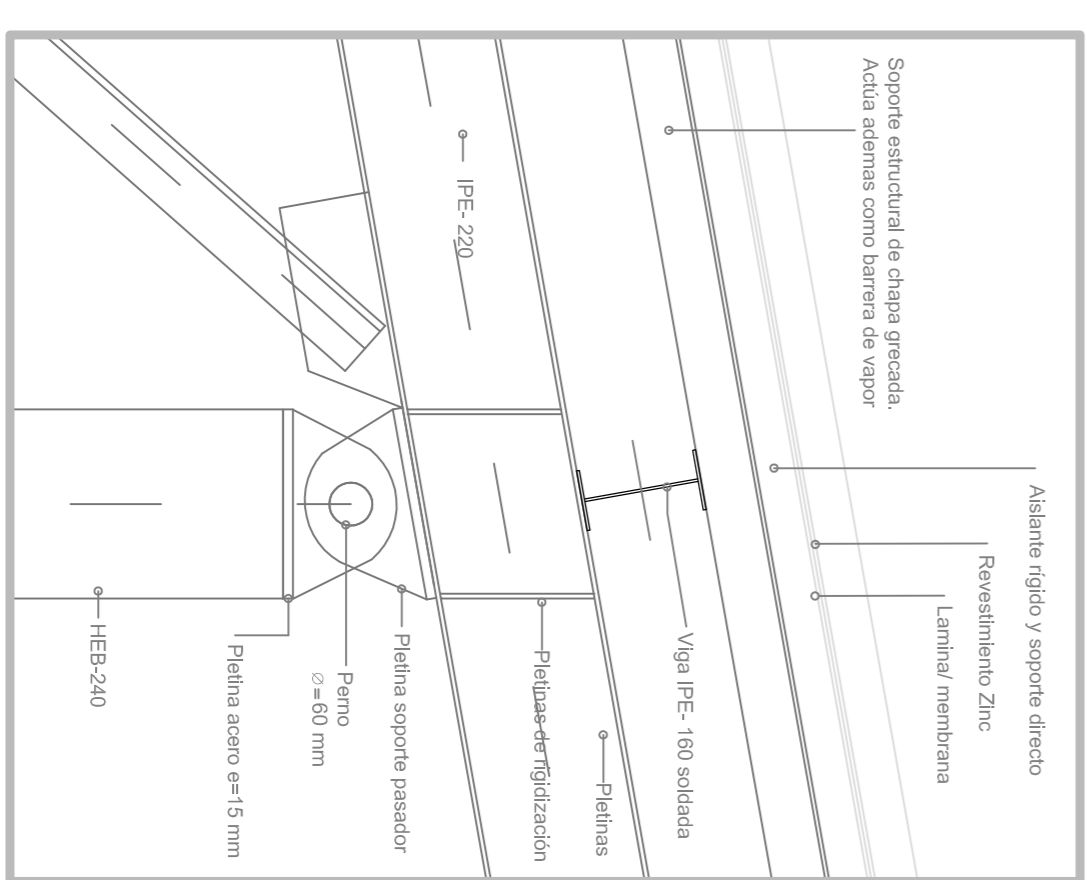 Soporte estructural de chapa grecada.
Actúa ademas como barrera de vapor
Aislante rígido y soporte directo
Revestimiento Zinc
Lamina/ membrana
IPE- 220
Viga IPE- 160 soldada
Pletinas
Pletinas de rigidización
Pletina soporte pasador
Perno
∅=60 mm
Pletina acero e=15 mm
HEB-240